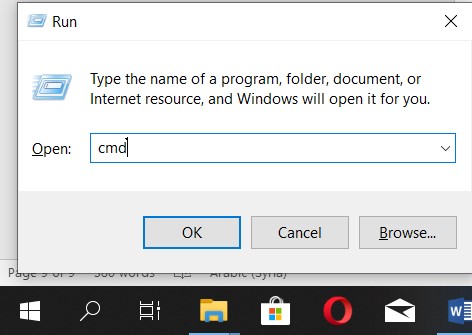 Run
Type the name of a program, folder, document, or
Internet resource, and Windows will open it for you.
Open: cmd
OK Cancel Browse...
Page 9 of 9 words Arabic (Syria)
W